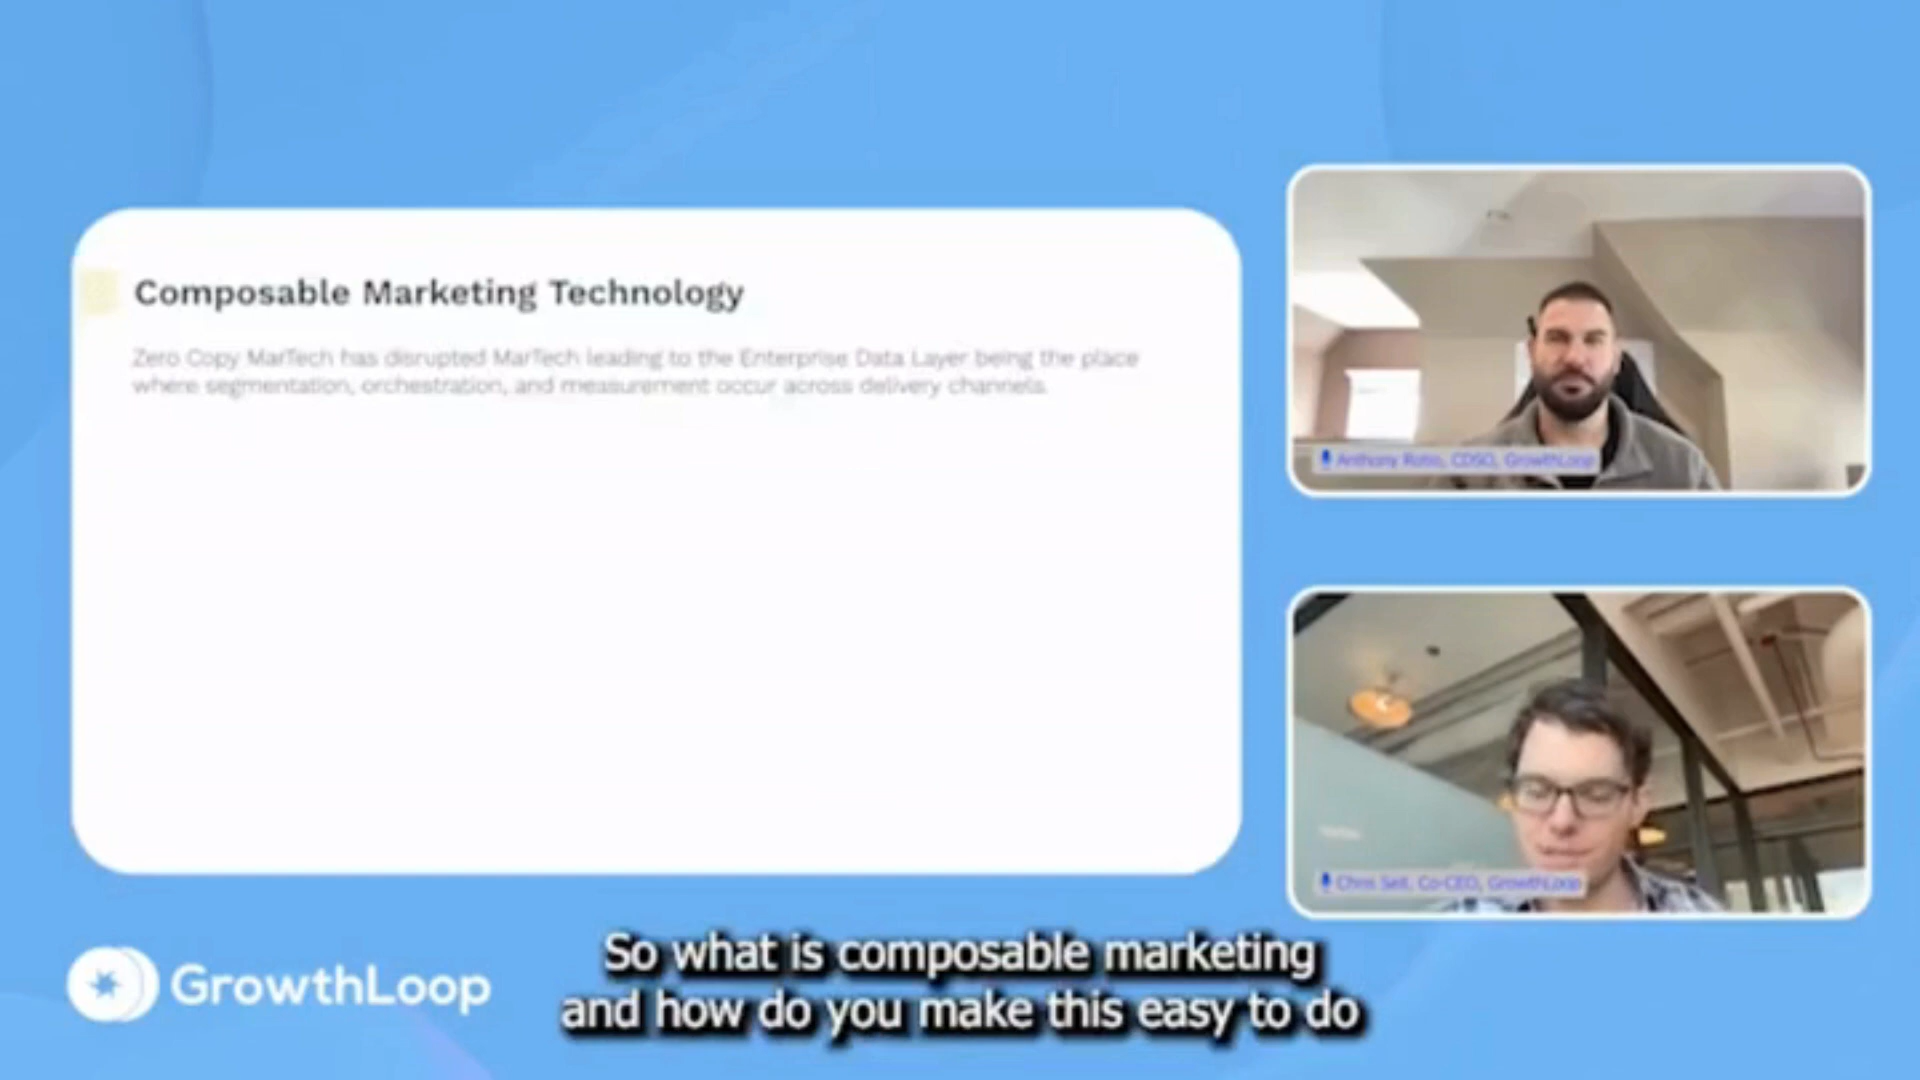 Composable Marketing Technology
Zero Copy MarTech has disrupted MarTech leading to the Enterprise Data Layer being the place
where segmentation, orchestration, and measurement occur across delivery channels.
Anthony Rotio, CDSO, GrowthLoop
Chris Sell, Co-CEO, GrowthLoop
GrowthLoop
So what is composable marketing
and how do you make this easy to do